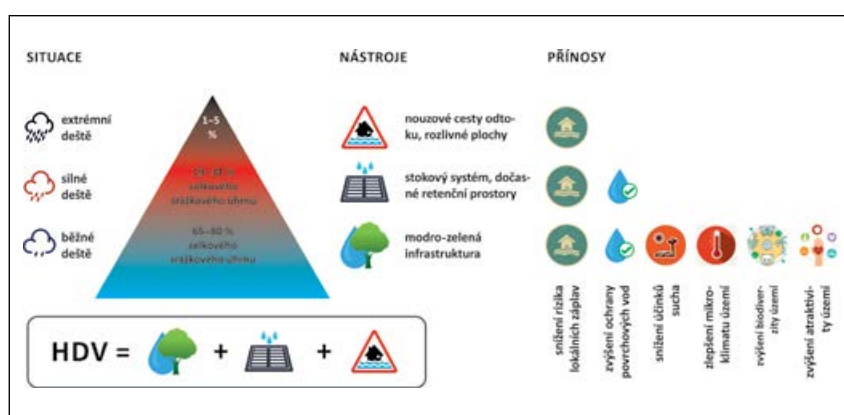 SITUACE
NÁSTROJE
PŘÍNOSY
extrémní
deště
1–5
%
nouzové cesty odto-
ku, rozlivné plochy
silné
deště
celkového
srážkového úhrnu
stokový systém, dočas-
né retenční prostory
běžné
deště
65–80 %
celkového
srážkového úhrnu
modro-zelená
infrastruktura
snížení rizika
lokálních záplav
zvýšení ochrany
povrchových vod
snížení účinků
sucha
zlepšení mikro-
klimatu území
zvýšení biodiver-
zity území
zvýšení atraktivi-
ty území
HDV = + +